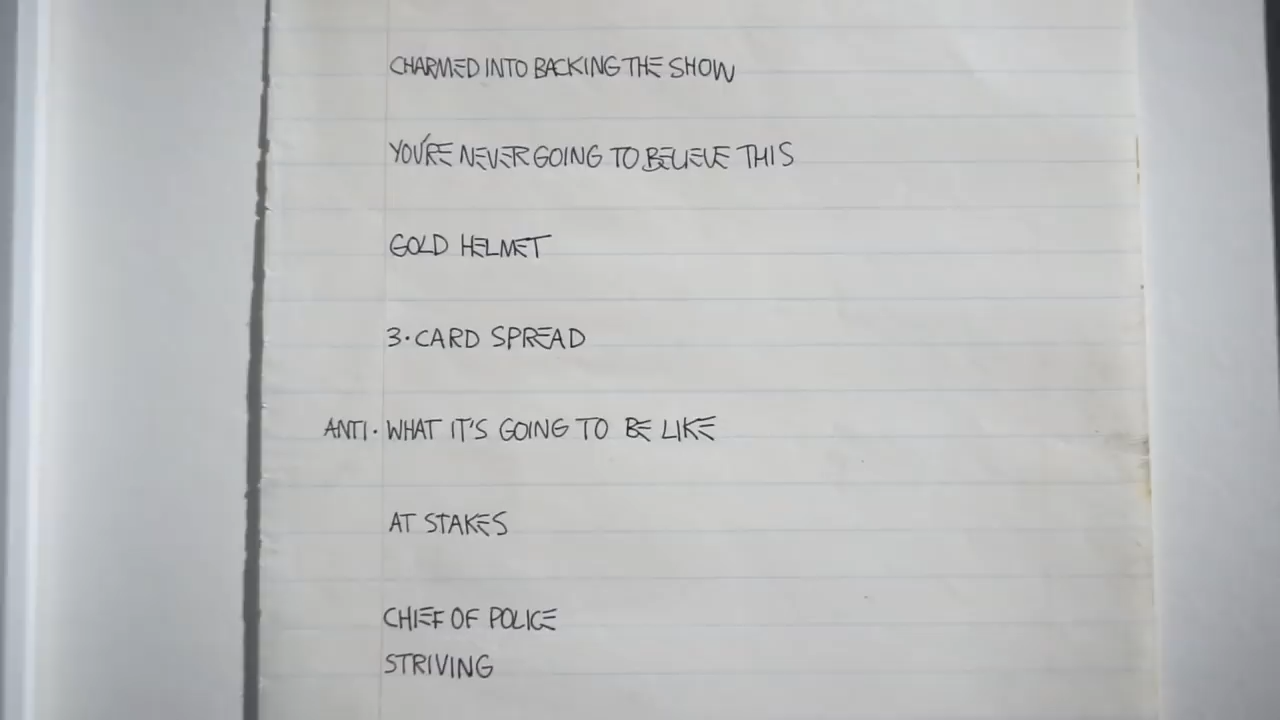 CHARMED INTO BACKING THE SHOW
YOU'RE NEVER GOING TO BELIEVE THIS
GOLD HELMET
3·CARD SPREAD
ANTI·WHAT IT'S GOING TO BE LIKE
AT STAKES
CHIEF OF POLICE
STRIVING